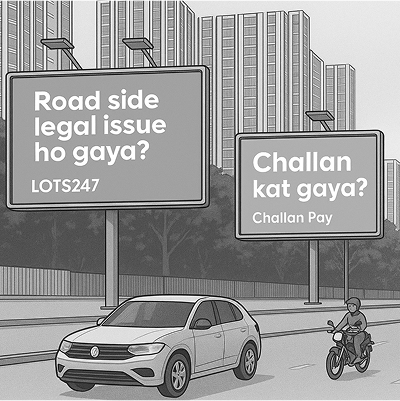 Road side
legal issue
ho gaya?
LOTS247
Challan
kat gaya?
Challan Pay